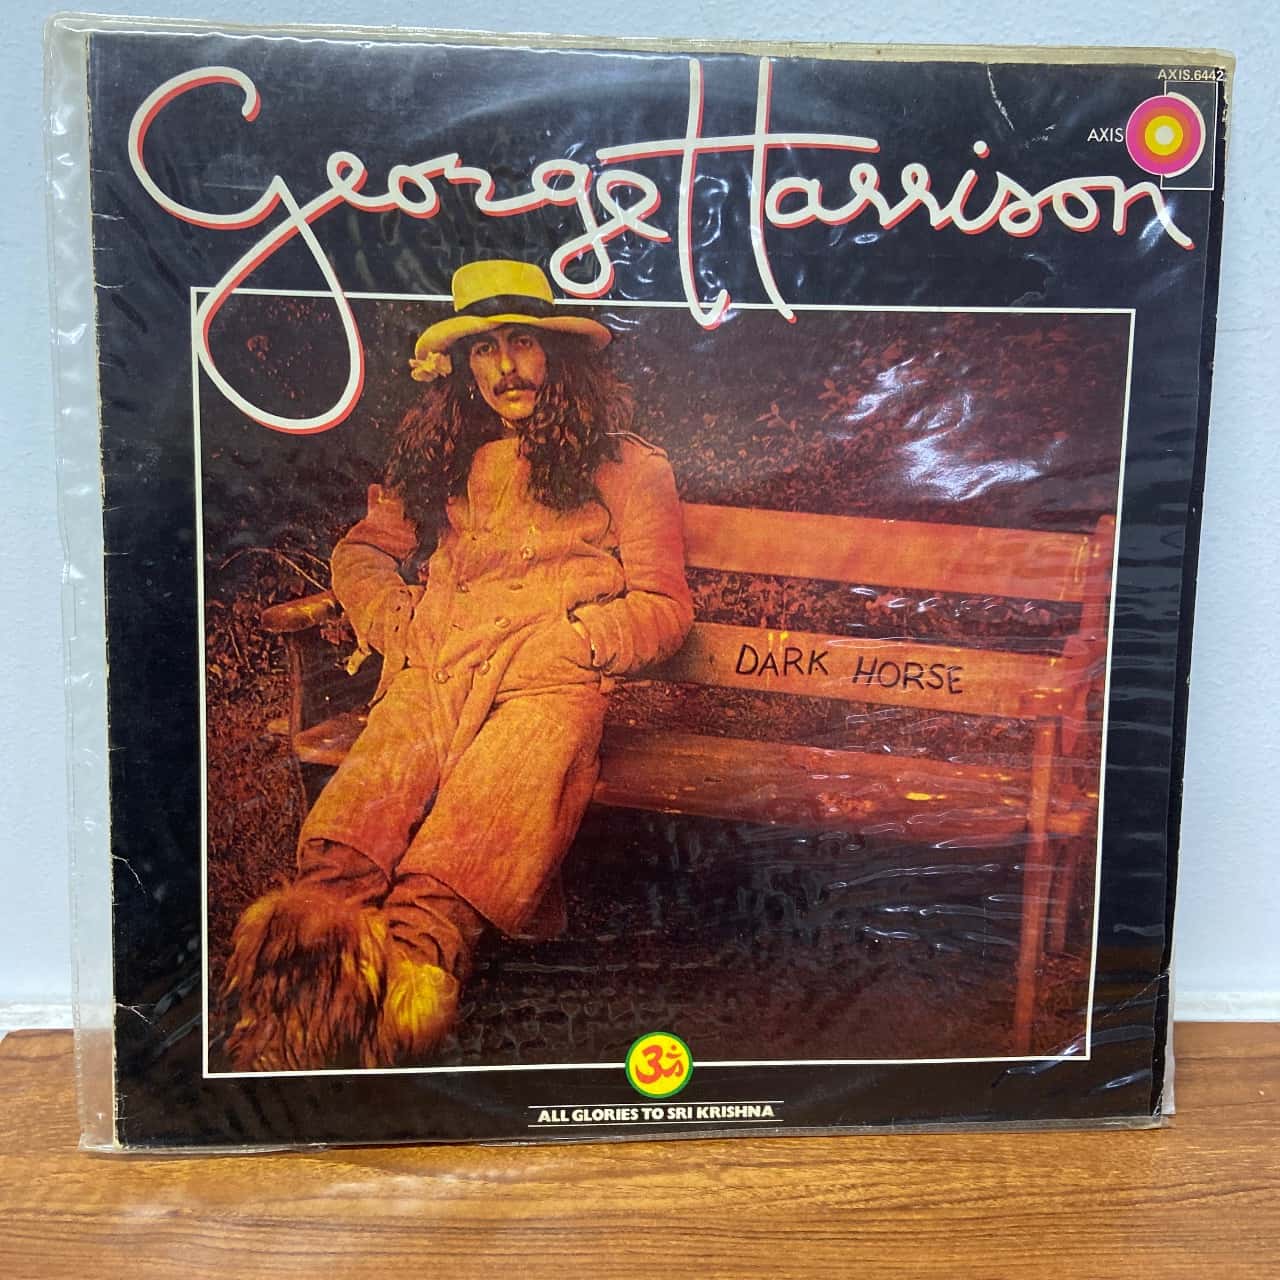 AXIS.6442
George Harrison
AXIS
DARK HORSE
ૐ
ALL GLORIES TO SRI KRISHNA